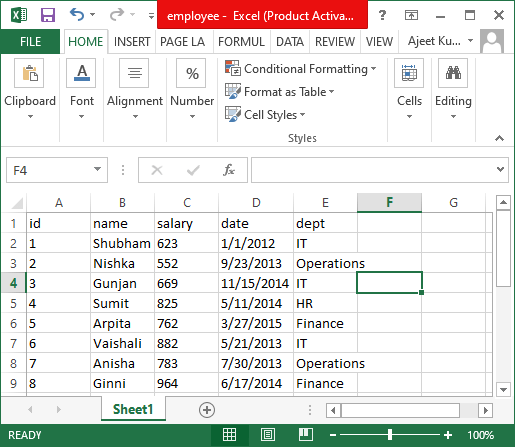 employee - Excel (Product Activa...
FILE HOME INSERT PAGE LA FORMUL DATA REVIEW VIEW Ajeet Ku...
Clipboard Font Alignment Number % Conditional Formatting Format as Table Cell Styles Styles Cells Editing
F4 fx
A B C D E F G
1 id name salary date dept
2 1 Shubham 623 1/1/2012 IT
3 2 Nishka 552 9/23/2013 Operations
4 3 Gunjan 669 11/15/2014 IT
5 4 Sumit 825 5/11/2014 HR
6 5 Arpita 762 3/27/2015 Finance
7 6 Vaishali 882 5/21/2013 IT
8 7 Anisha 783 7/30/2013 Operations
9 8 Ginni 964 6/17/2014 Finance
Sheet1
READY 100%